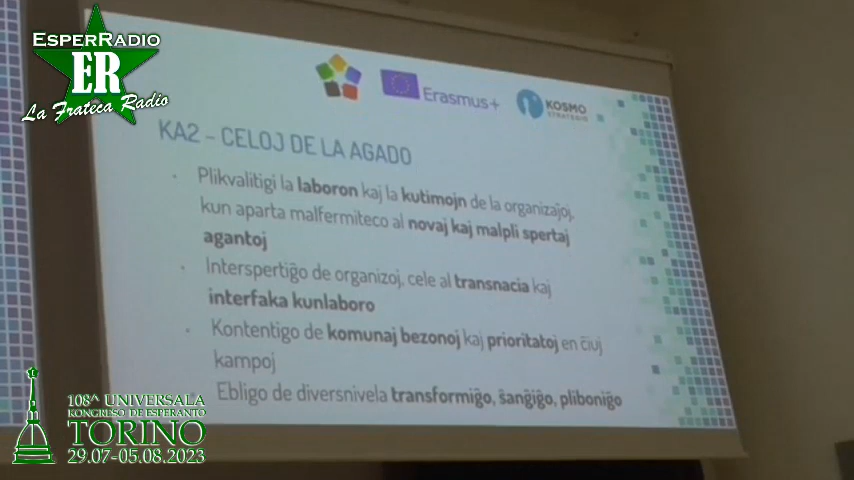 ESPERRADIO
ER
La Frateca Radio
Erasmus+
KOSMO
STRATEGIO
KA2 – CELOJ DE LA AGADO
Plikvalitigi la laboron kaj la kutimojn de la organizaĵoj,
kun aparta malfermiteco al novaj kaj malpli spertaj
agantoj
Interspertiĝo de organizoj, cele al transnacia kaj
interfaka kunlaboro
Kontentigo de komunaj bezonoj kaj prioritatoj en ĉiuj
kampoj
Ebligo de diversnivela transformiĝo, ŝanĝiĝo, pliboniĝo
108ª UNIVERSALA
KONGRESO DE ESPERANTO
TORINO
29.07-05.08.2023